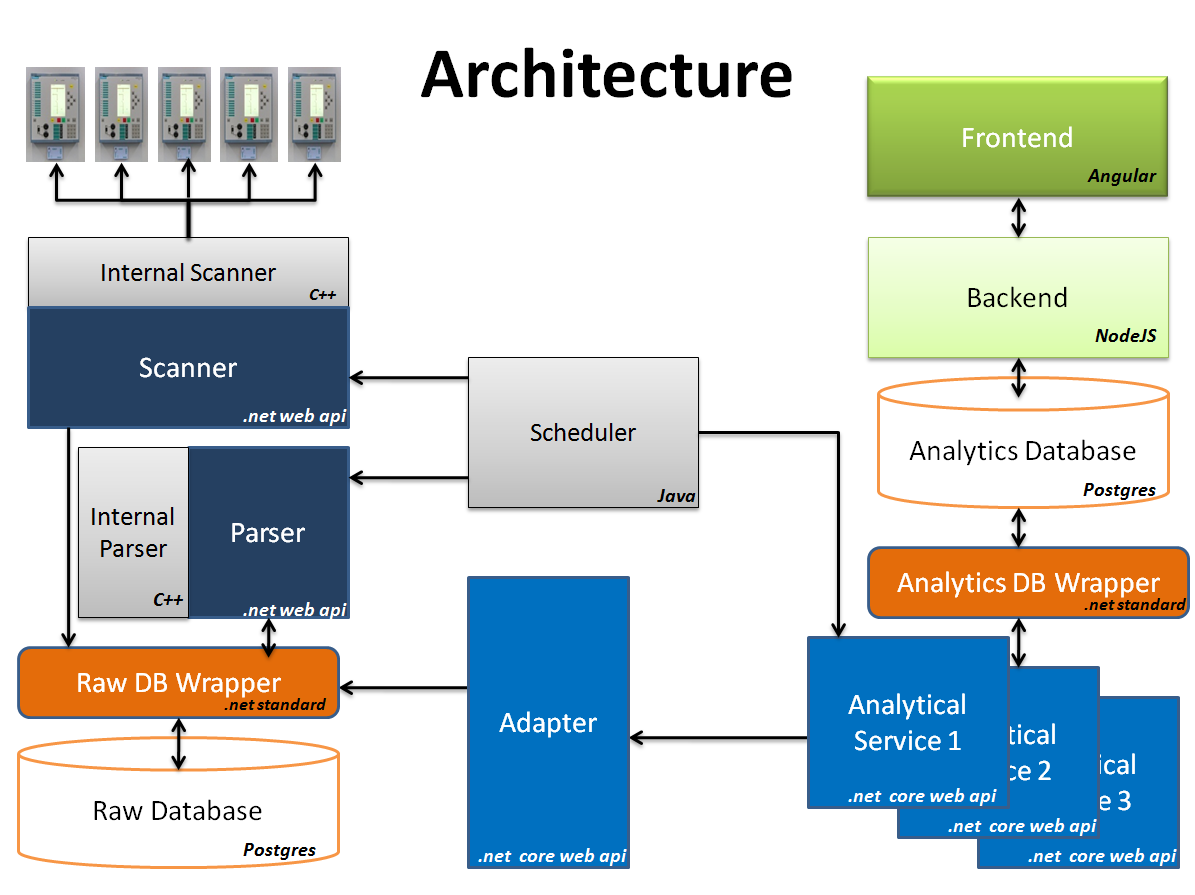 Architecture
Frontend
Angular
Internal Scanner
C++
Backend
NodeJS
Scanner
.net web api
Scheduler
Java
Analytics Database
Postgres
Internal
Parser
C++
Parser
.net web api
Analytics DB Wrapper
.net standard
Raw DB Wrapper
.net standard
Adapter
.net core web api
Analytical
Service 1
.net core web api
tical
ce 2
.net core web api
ical
e 3
.net core web api
Raw Database
Postgres